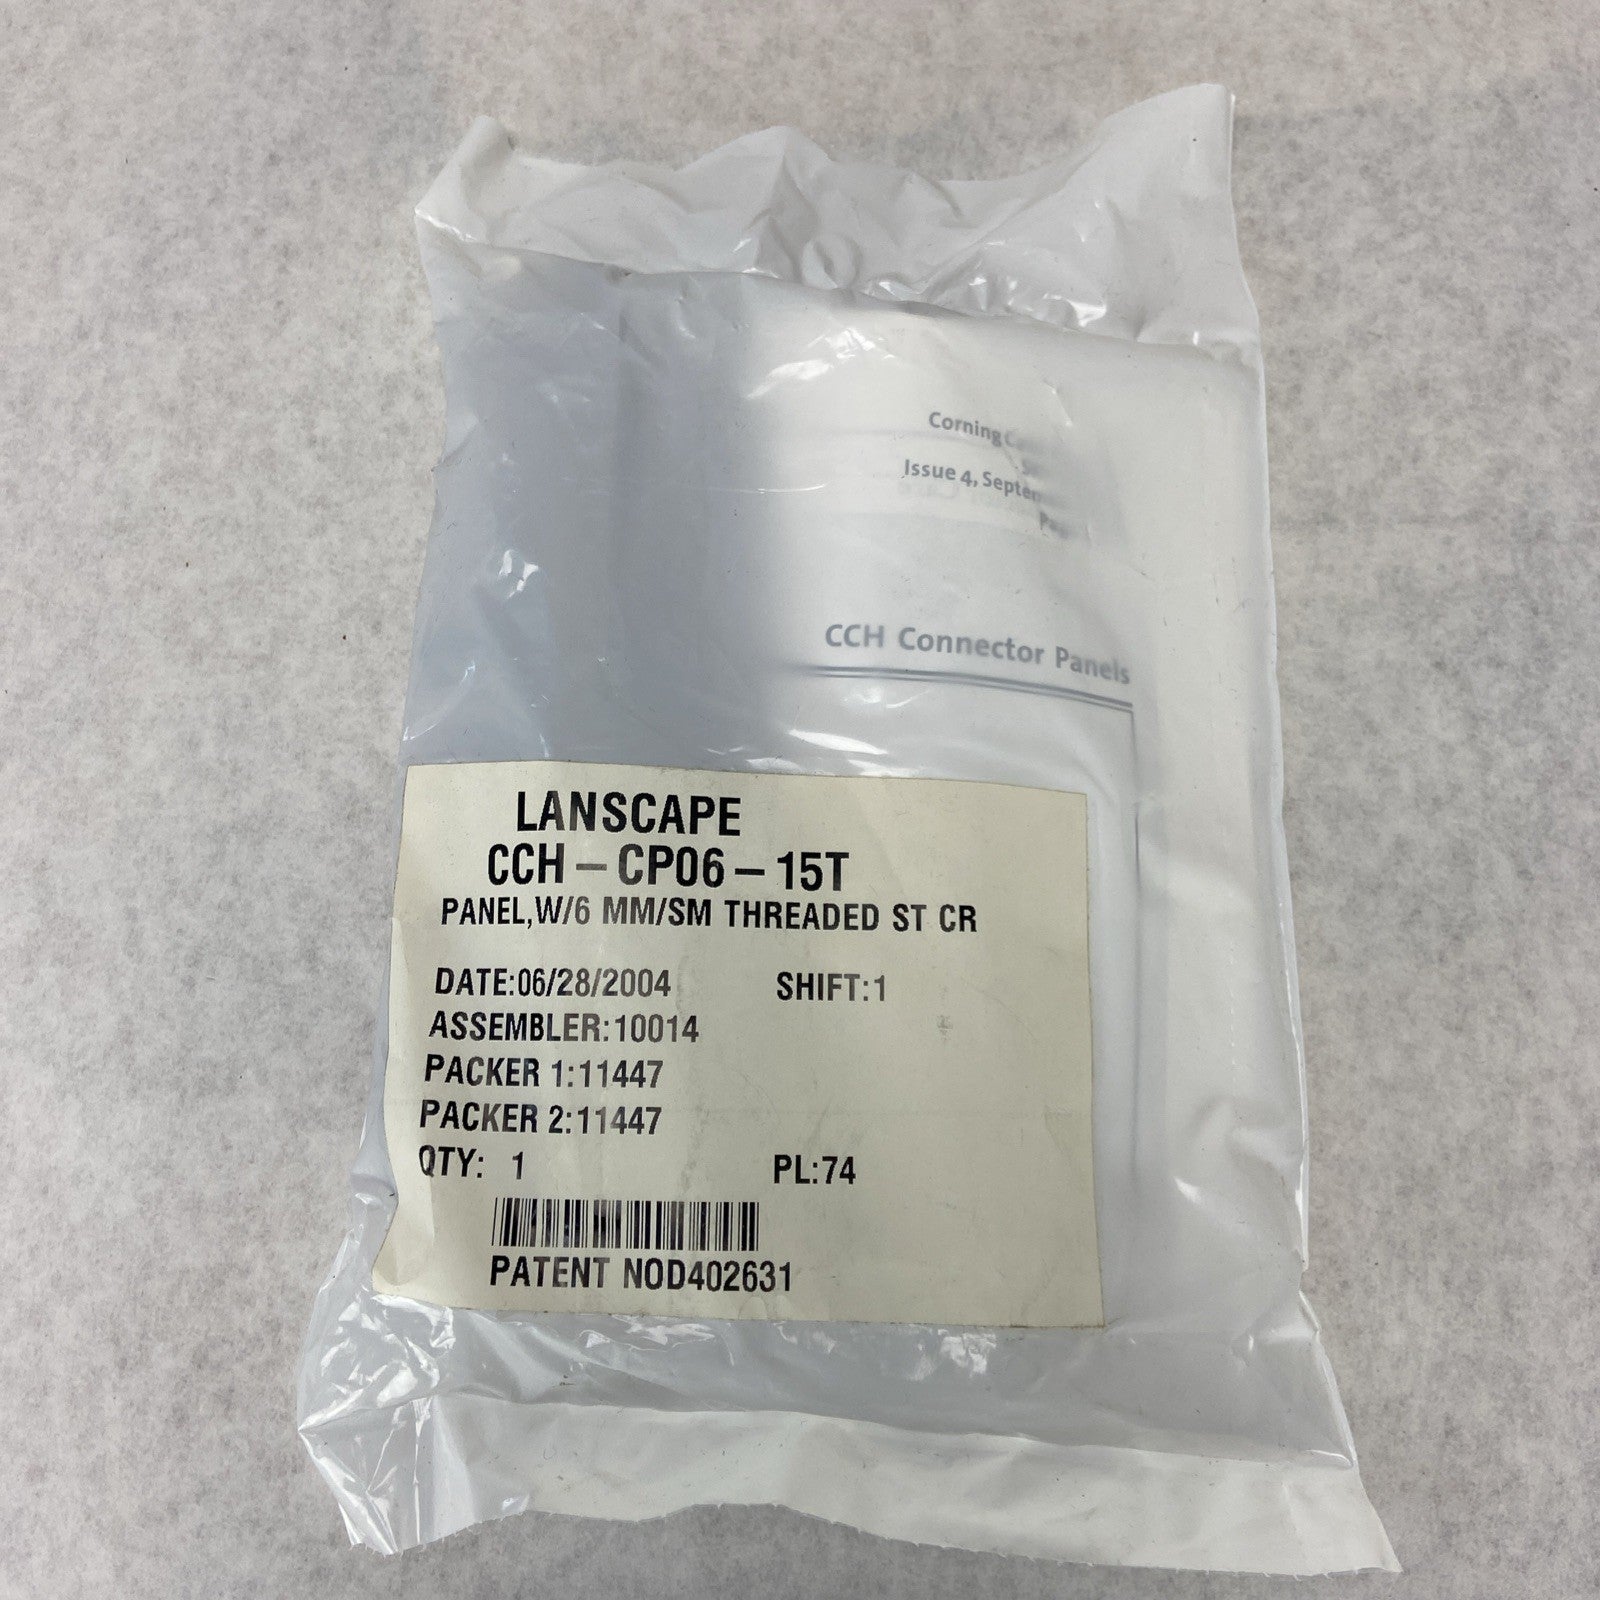 Corning
Issue 4,
CCH Connector Panels
LANSCAPE
CCH-CP06-15T
PANEL,W/6 MM/SM THREADED ST CR
DATE:06/28/2004 SHIFT:1
ASSEMBLER:10014
PACKER 1:11447
PACKER 2:11447
QTY: 1 PL:74
PATENT NOD402631